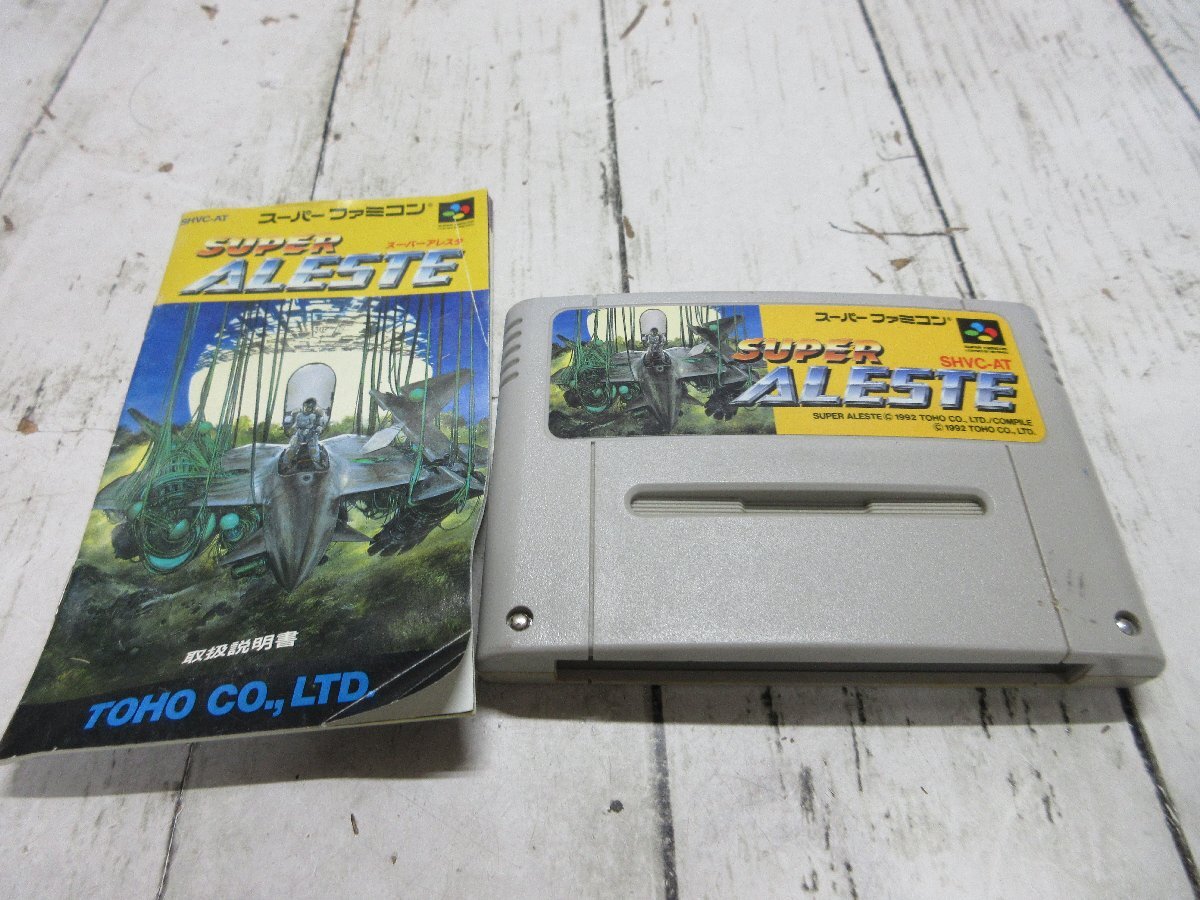 SHVC-AT
スーパーファミコン
SUPER
スーパーアレスタ
ALESTE
取扱説明書
TOHO CO., LTD.
スーパーファミコン
SUPER
SHVC-AT
ALESTE
SUPER ALESTE © 1992 TOHO CO., LTD./COMPILE
© 1992 TOHO CO., LTD.